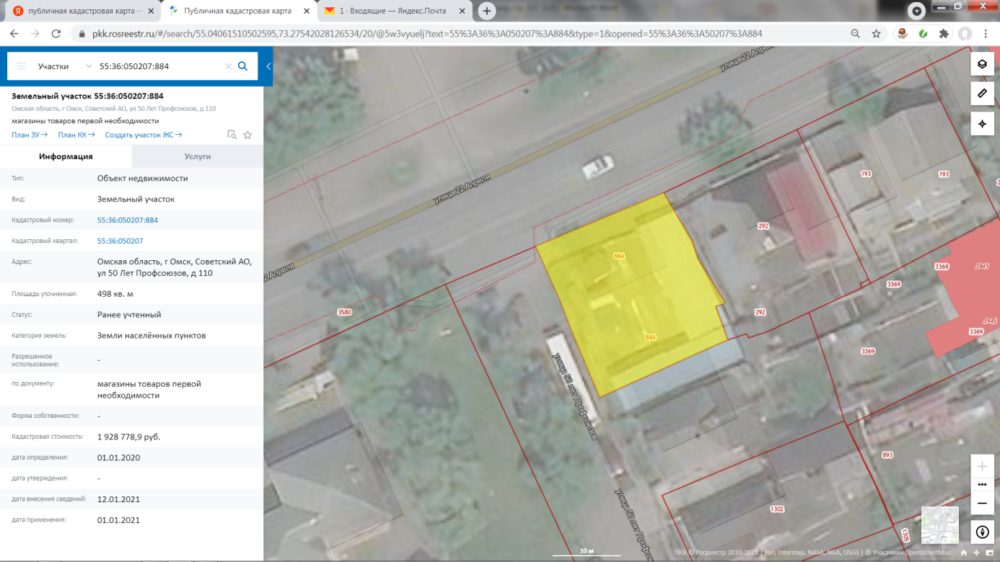 публичная кадастровая карта —
Публичная кадастровая карта
1 · Входящие — Яндекс.Почта
pkk.rosreestr.ru/#/search/55.04061510502595,73.27542028126534/20/@5w3vyuelj?text=55%3A36%3A050207%3A884&type=1&opened=55%3A36%3A50207%3A884
Участки
55:36:050207:884
Земельный участок 55:36:050207:884
Омская область, г Омск, Советский АО, ул 50 Лет Профсоюзов, д 110
магазины товаров первой необходимости
План ЗУ → План КК → Создать участок ЖС →
Информация
Услуги
Тип: Объект недвижимости
Вид: Земельный участок
Кадастровый номер: 55:36:050207:884
Кадастровый квартал: 55:36:050207
Адрес: Омская область, г Омск, Советский АО,
ул 50 Лет Профсоюзов, д 110
Площадь уточненная: 498 кв. м
Статус: Ранее учтенный
Категория земель: Земли населённых пунктов
Разрешенное
использование: -
по документу: магазины товаров первой
необходимости
Форма собственности: -
Кадастровая стоимость: 1 928 778,9 руб.
дата определения: 01.01.2020
дата утверждения: -
дата внесения сведений: 12.01.2021
дата применения: 01.01.2021
улица 22 Апреля
улица 22 Апреля
2 Апреля
193
193
292
884
3369
3945
3369
3580
292
3945
3369
884
3369
улица 50 лет Профсоюзов
893
улица 50 лет Профсоюз
1302
1305
10 м
ПКК © Росреестр 2010-2021 | Esri, Intermap, NASA, NGA, USGS | © Участники OpenStreetMap